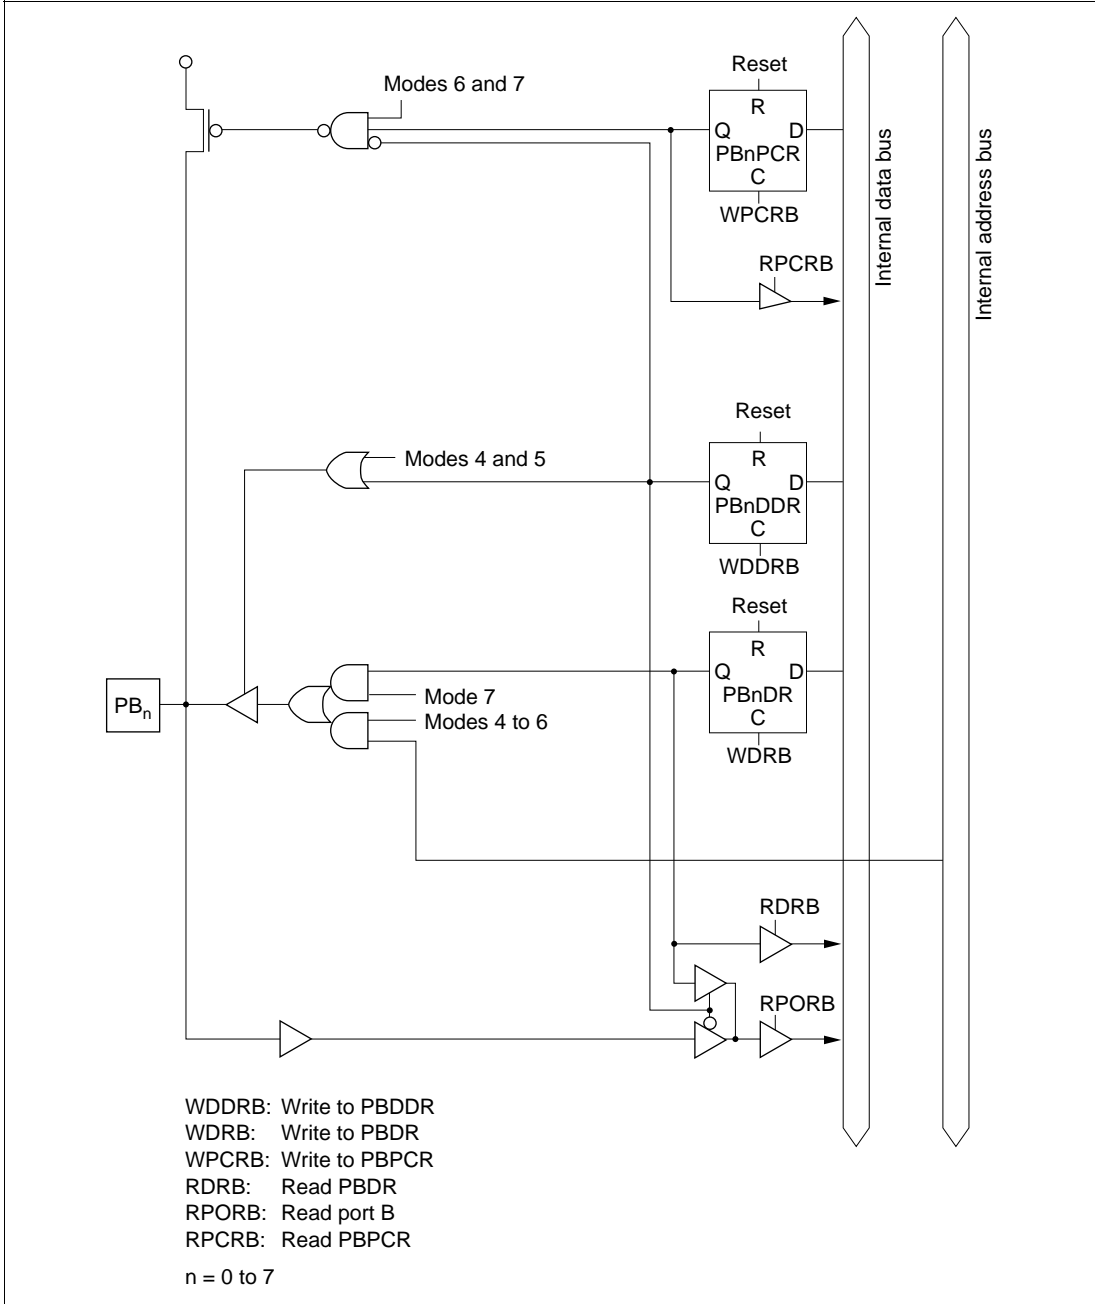 Reset
Modes 6 and 7
R
Q D
PBnPCR
C
WPCRB
Internal data bus
Internal address bus
RPCRB
Reset
Modes 4 and 5
R
Q D
PBnDDR
C
WDDRB
Reset
R
Q D
PBnDR
C
WDRB
PBn
Mode 7
Modes 4 to 6
RDRB
RPORB
WDDRB: Write to PBDDR
WDRB: Write to PBDR
WPCRB: Write to PBPCR
RDRB: Read PBDR
RPORB: Read port B
RPCRB: Read PBPCR
n = 0 to 7